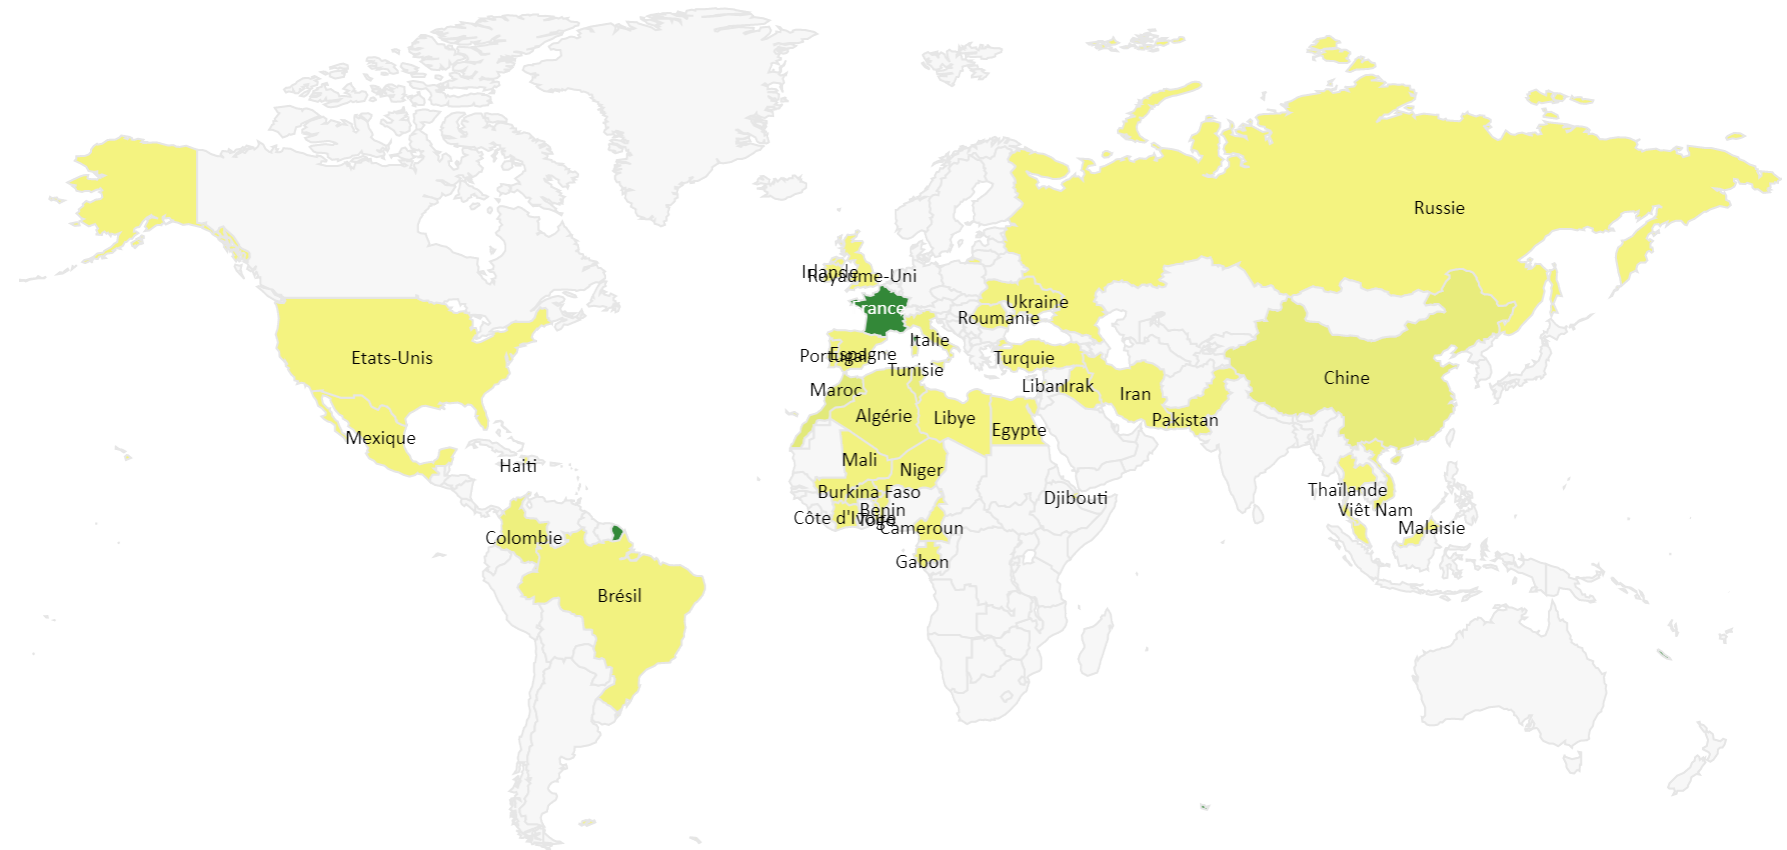 Russie
Irlande
Royaume-Uni
Ukraine
France
Roumanie
Italie
Etats-Unis
Portugal
Espagne
Turquie
Tunisie
Chine
Maroc
Liban
Irak
Iran
Algérie
Libye
Egypte
Pakistan
Mexique
Mali
Niger
Haiti
Burkina Faso
Djibouti
Thaïlande
Benin
Viêt Nam
Côte d'Ivoire
Togo
Cameroun
Malaisie
Colombie
Gabon
Brésil